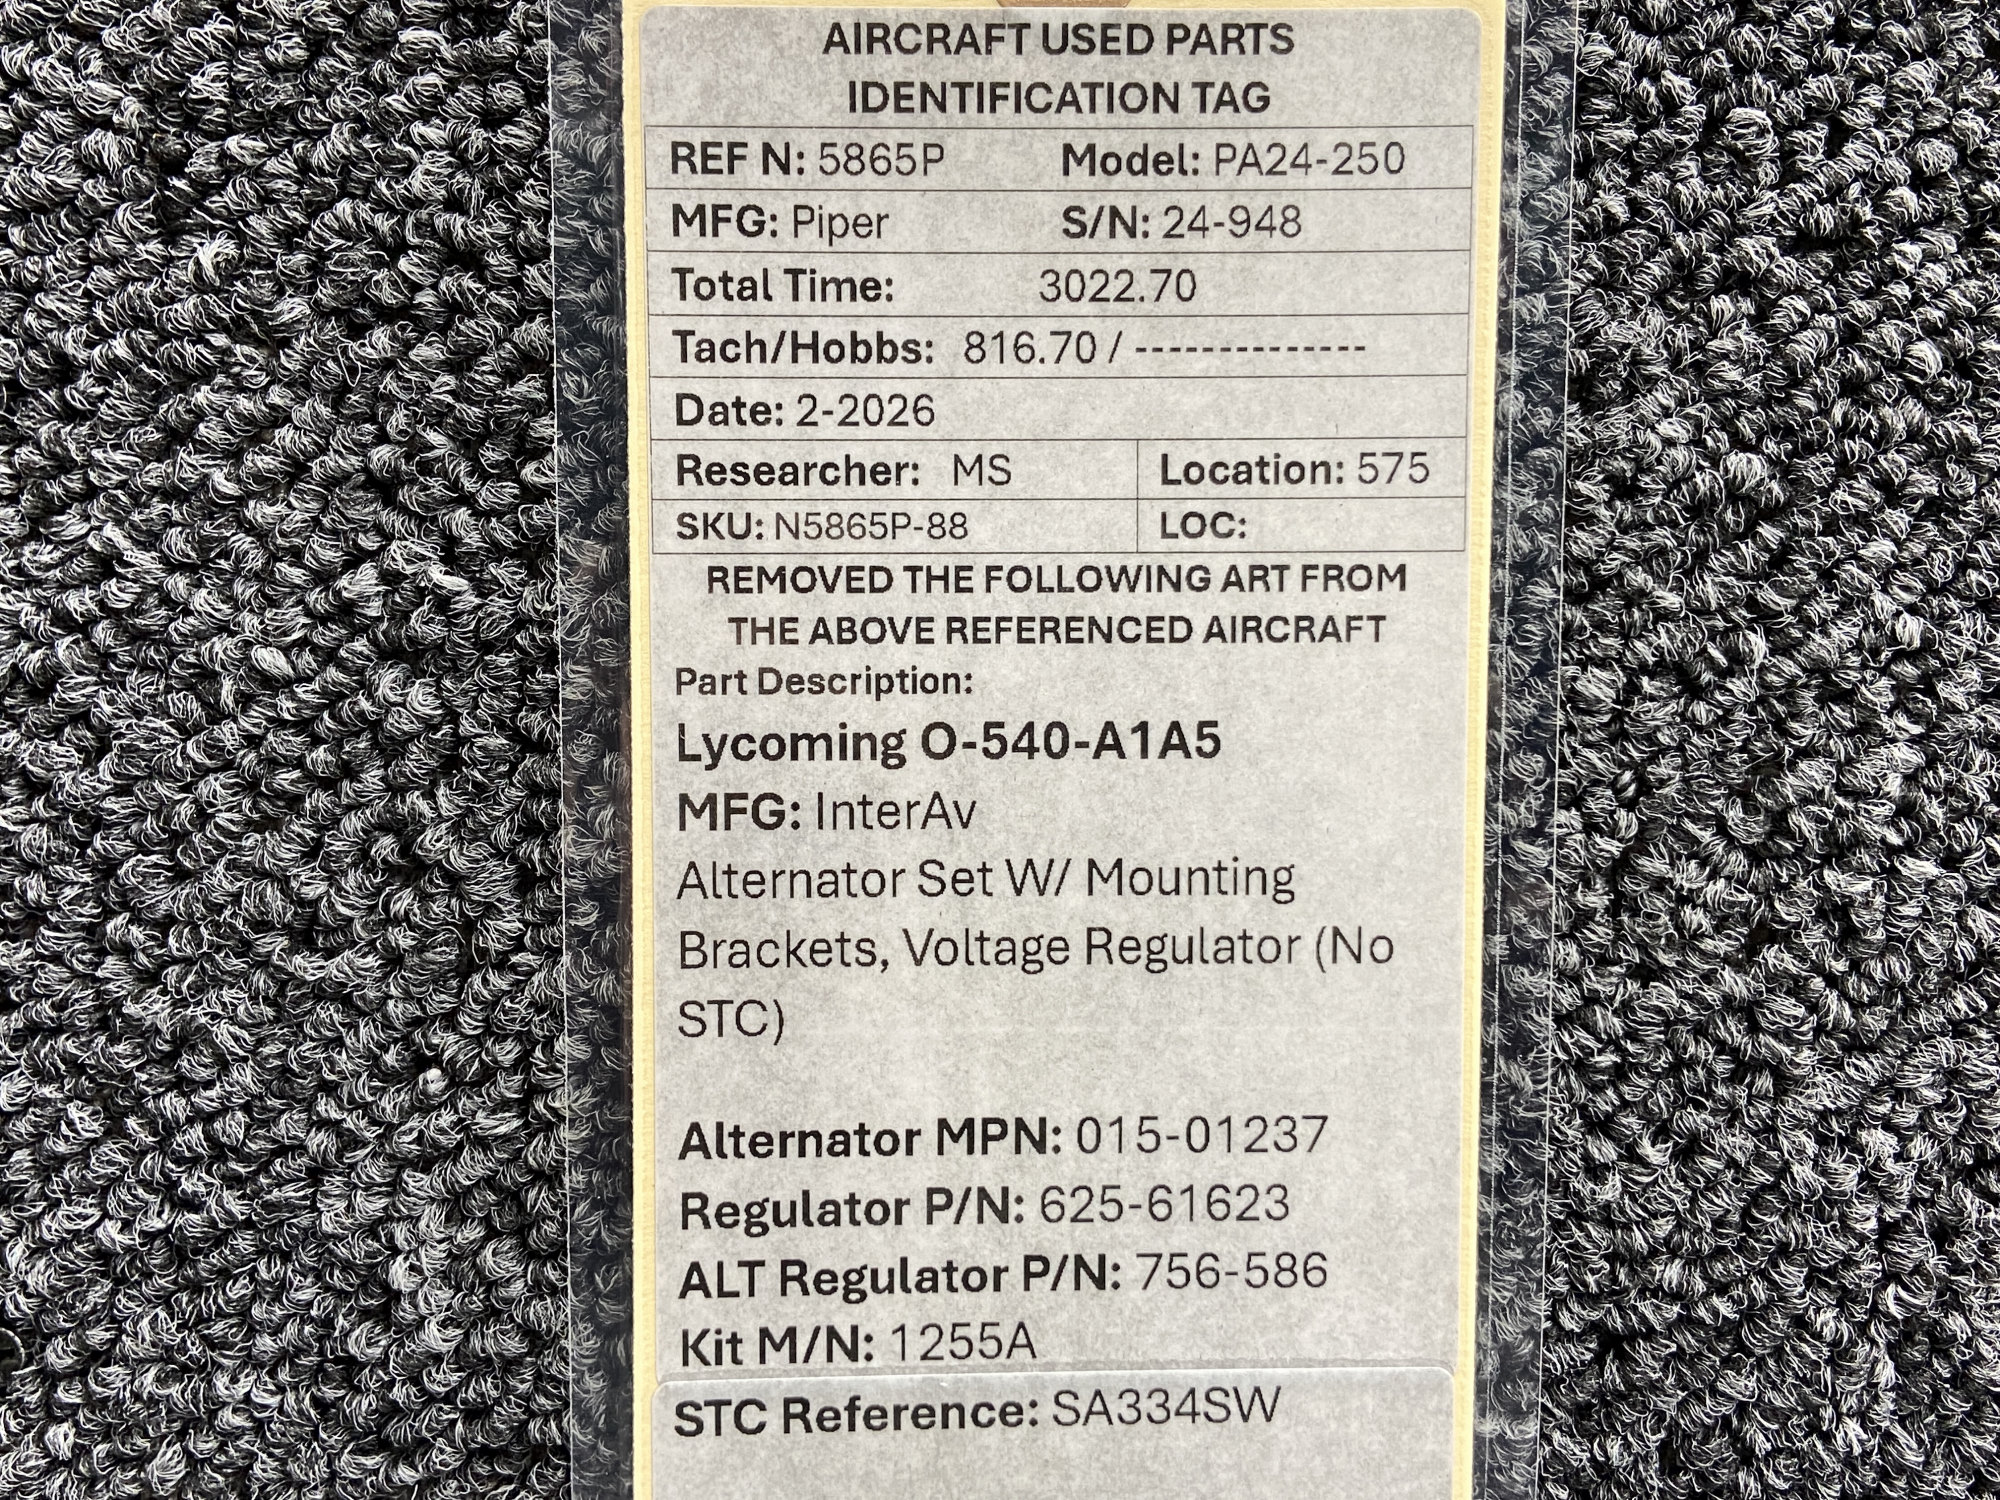 AIRCRAFT USED PARTS
IDENTIFICATION TAG
REF N: 5865P Model: PA24-250
MFG: Piper S/N: 24-948
Total Time: 3022.70
Tach/Hobbs: 816.70 / --------------
Date: 2-2026
Researcher: MS Location: 575
SKU: N5865P-88 LOC:
REMOVED THE FOLLOWING ART FROM
THE ABOVE REFERENCED AIRCRAFT
Part Description:
Lycoming O-540-A1A5
MFG: InterAv
Alternator Set W/ Mounting
Brackets, Voltage Regulator (No
STC)
Alternator MPN: 015-01237
Regulator P/N: 625-61623
ALT Regulator P/N: 756-586
Kit M/N: 1255A
STC Reference: SA334SW